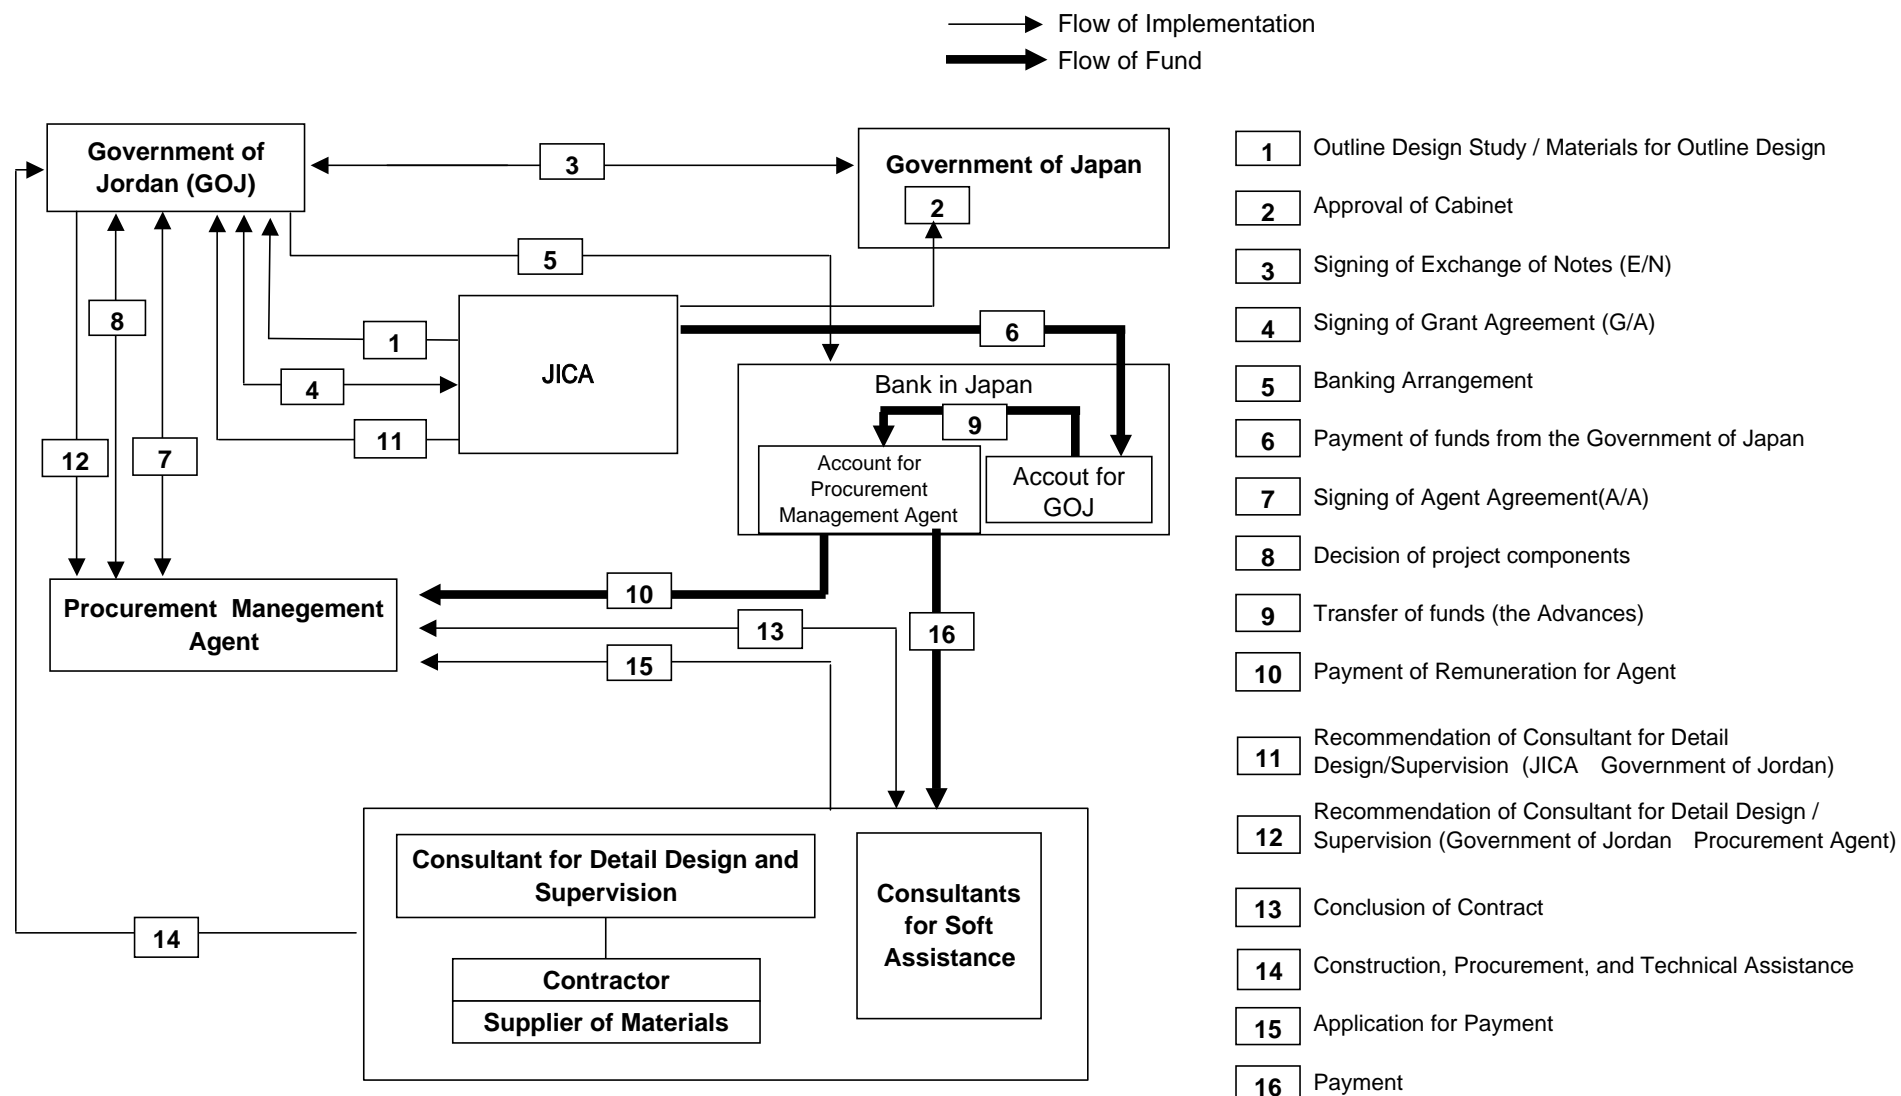 Flow of Implementation
Flow of Fund
Government of
Jordan (GOJ)
3
Government of Japan
2
5
8
1
JICA
6
4
11
12
7
Bank in Japan
9
Account for
Procurement
Management Agent
Accout for
GOJ
Procurement Manegement
Agent
10
13
16
15
Consultant for Detail Design and
Supervision
Consultants
for Soft
Assistance
14
Contractor
Supplier of Materials
1 Outline Design Study / Materials for Outline Design
2 Approval of Cabinet
3 Signing of Exchange of Notes (E/N)
4 Signing of Grant Agreement (G/A)
5 Banking Arrangement
6 Payment of funds from the Government of Japan
7 Signing of Agent Agreement(A/A)
8 Decision of project components
9 Transfer of funds (the Advances)
10 Payment of Remuneration for Agent
11 Recommendation of Consultant for Detail
Design/Supervision (JICA Government of Jordan)
12 Recommendation of Consultant for Detail Design /
Supervision (Government of Jordan Procurement Agent)
13 Conclusion of Contract
14 Construction, Procurement, and Technical Assistance
15 Application for Payment
16 Payment